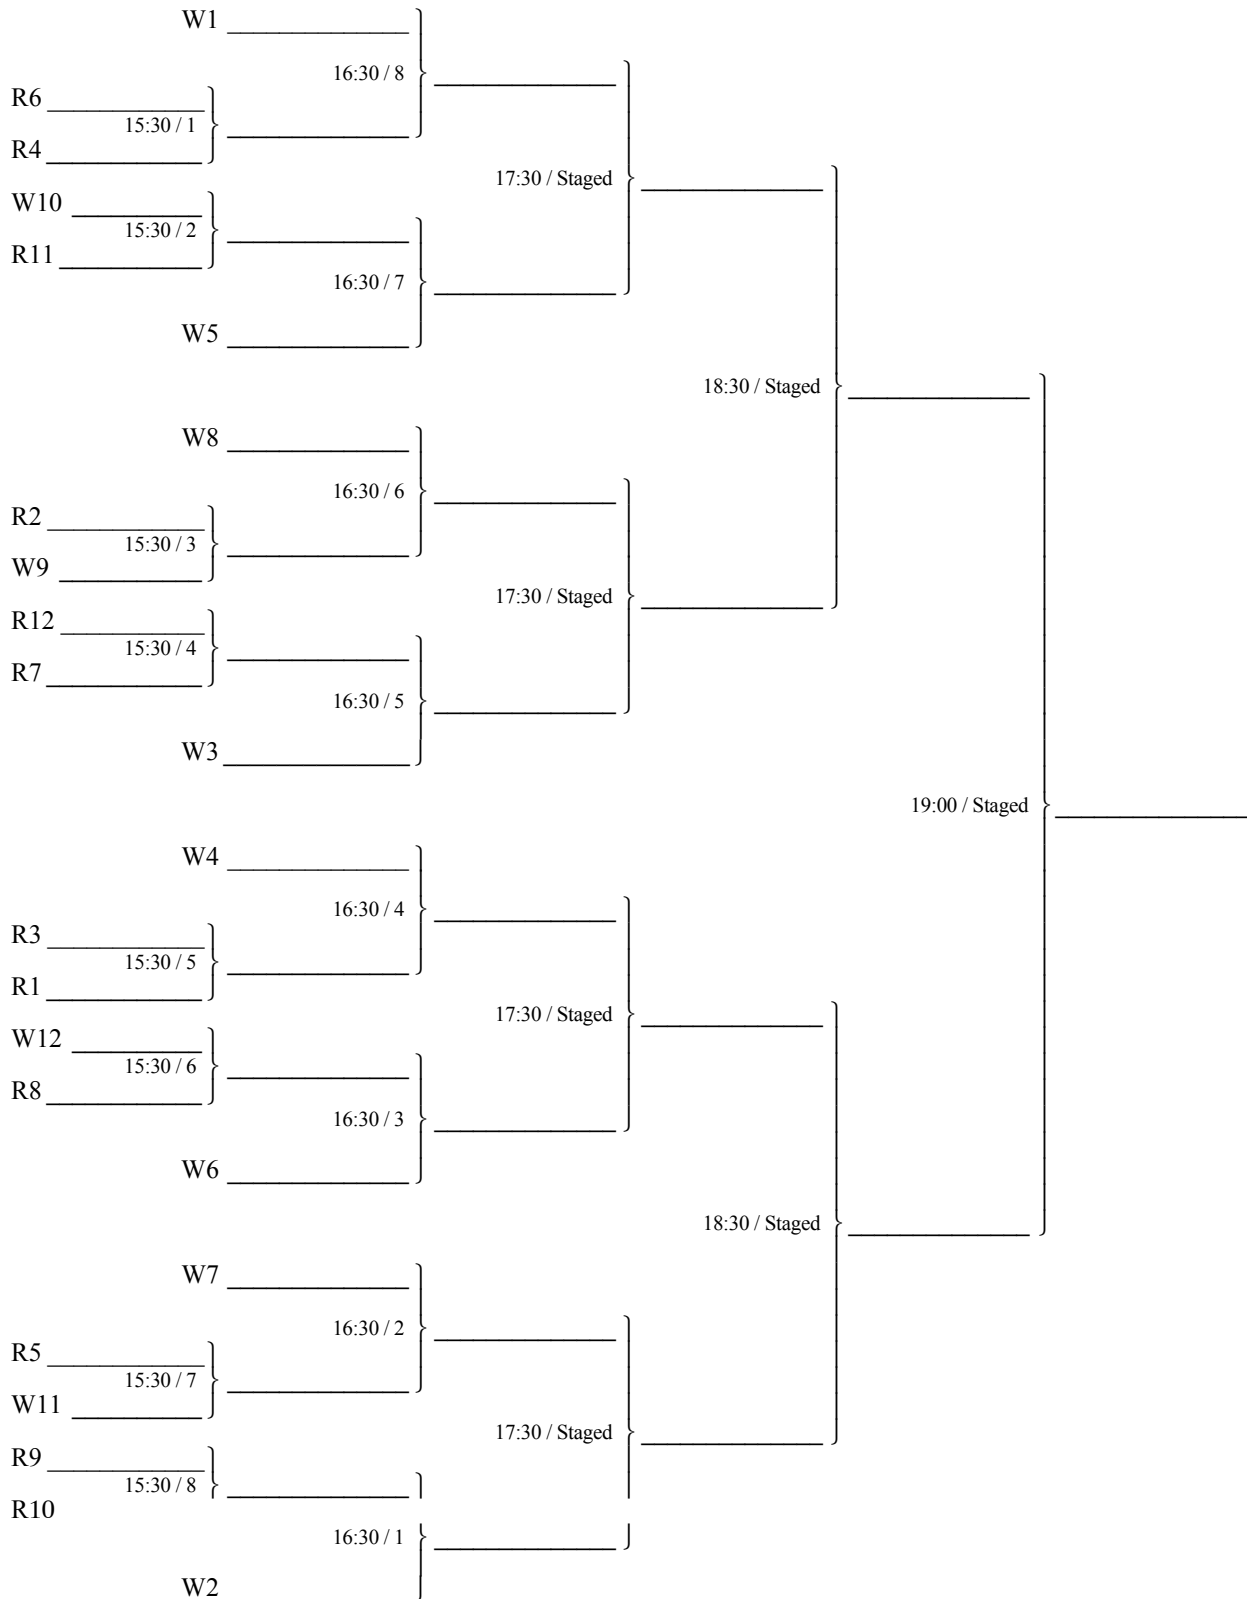 W1
16:30 / 8
R6
15:30 / 1
R4
17:30 / Staged
W10
15:30 / 2
R11
16:30 / 7
W5
18:30 / Staged
W8
16:30 / 6
R2
15:30 / 3
W9
17:30 / Staged
R12
15:30 / 4
R7
16:30 / 5
W3
19:00 / Staged
W4
16:30 / 4
R3
15:30 / 5
R1
17:30 / Staged
W12
15:30 / 6
R8
16:30 / 3
W6
18:30 / Staged
W7
16:30 / 2
R5
15:30 / 7
W11
17:30 / Staged
R9
15:30 / 8
R10
16:30 / 1
W2